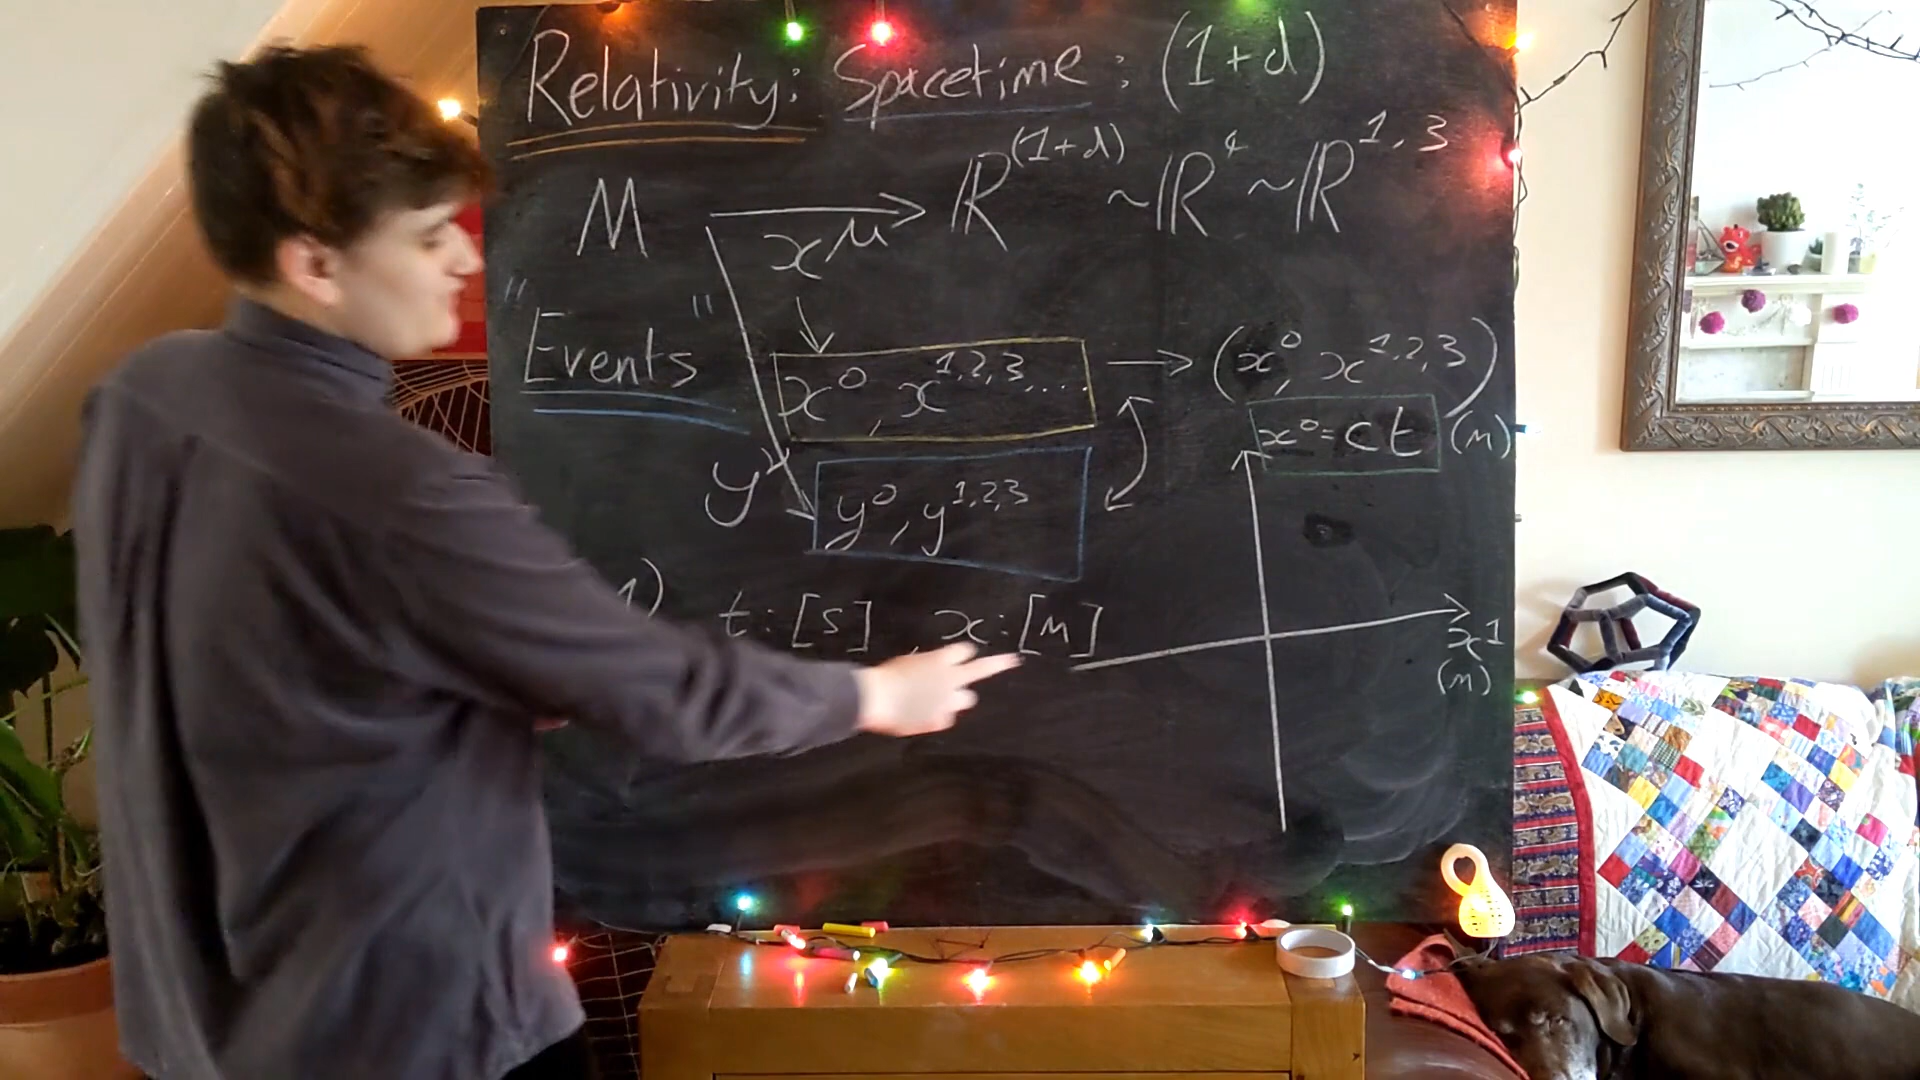 Relativity: Spacetime: (1+d)
M → ℝ^(1+d) ~ ℝ^4 ~ ℝ^1,3
x^μ
"Events"
x^0, x^1,2,3,... → (x^0, x^1,2,3)
x^0 = ct (m)
y^ν
y^0, y^1,2,3
1) t:[s], x:[m]
x^1
(m)